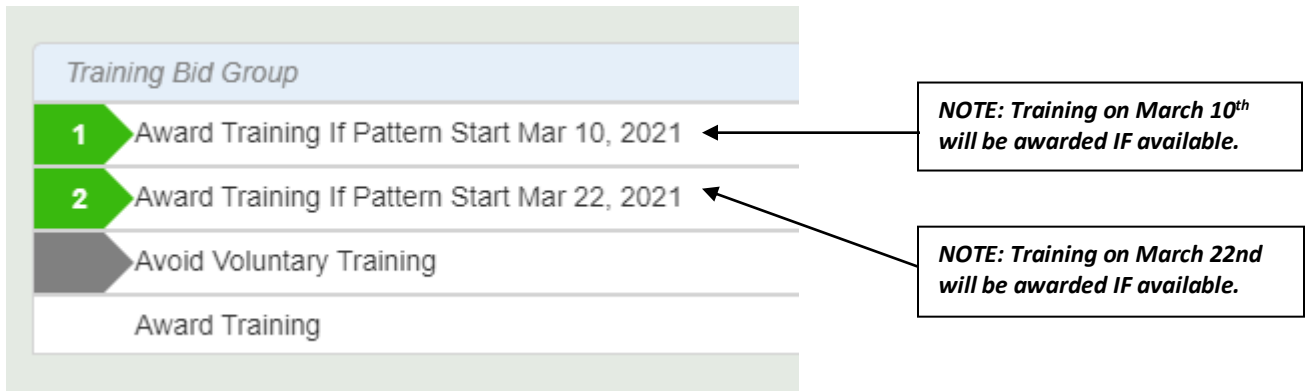 Training Bid Group
1 Award Training If Pattern Start Mar 10, 2021
NOTE: Training on March 10th
will be awarded IF available.
2 Award Training If Pattern Start Mar 22, 2021
Avoid Voluntary Training
NOTE: Training on March 22nd
will be awarded IF available.
Award Training